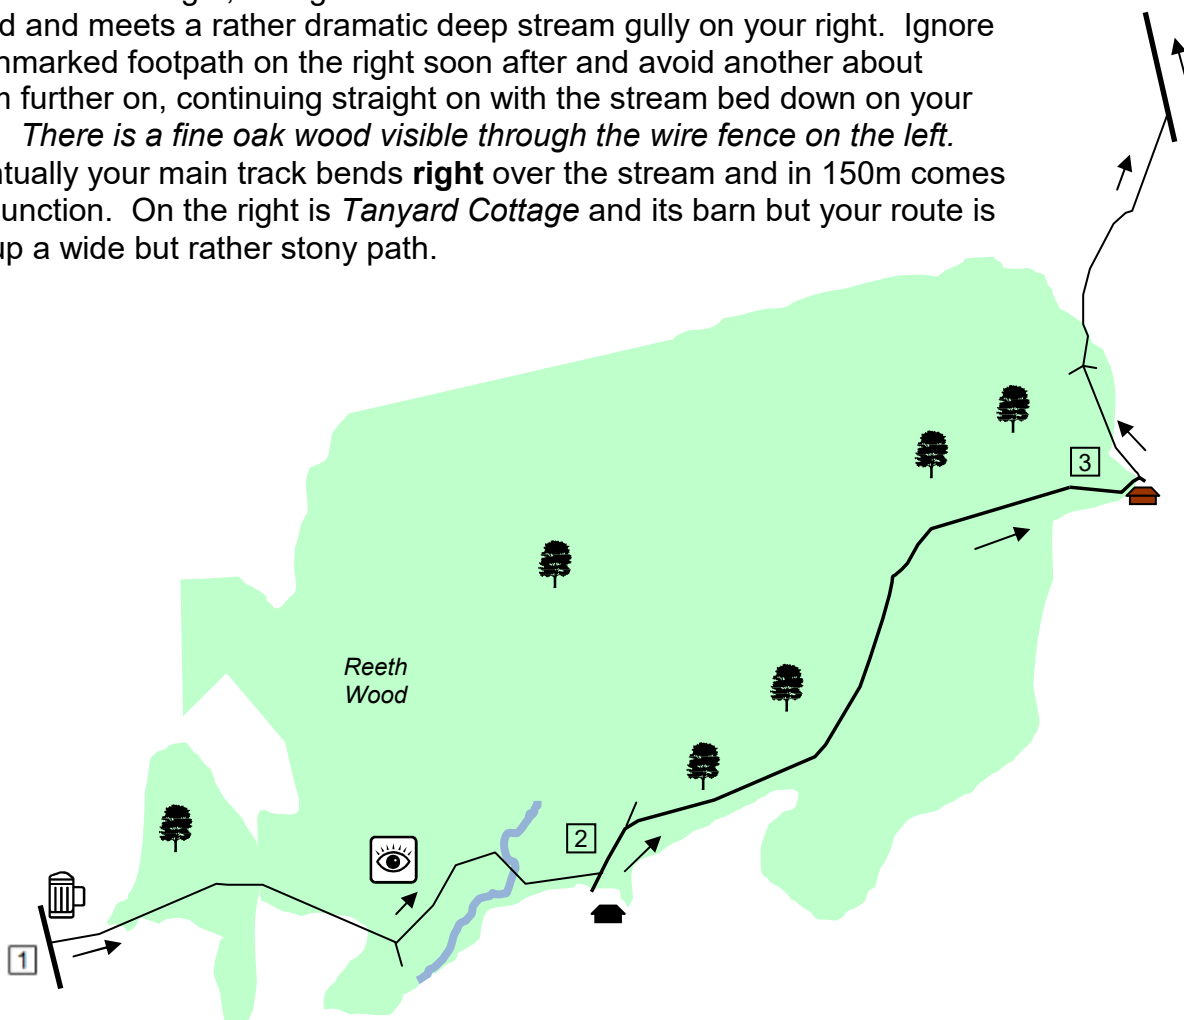 d and meets a rather dramatic deep stream gully on your right. Ignore
nmarked footpath on the right soon after and avoid another about
further on, continuing straight on with the stream bed down on your
There is a fine oak wood visible through the wire fence on the left.
ntually your main track bends right over the stream and in 150m comes
unction. On the right is Tanyard Cottage and its barn but your route is
up a wide but rather stony path.
3
Reeth
Wood
2
1